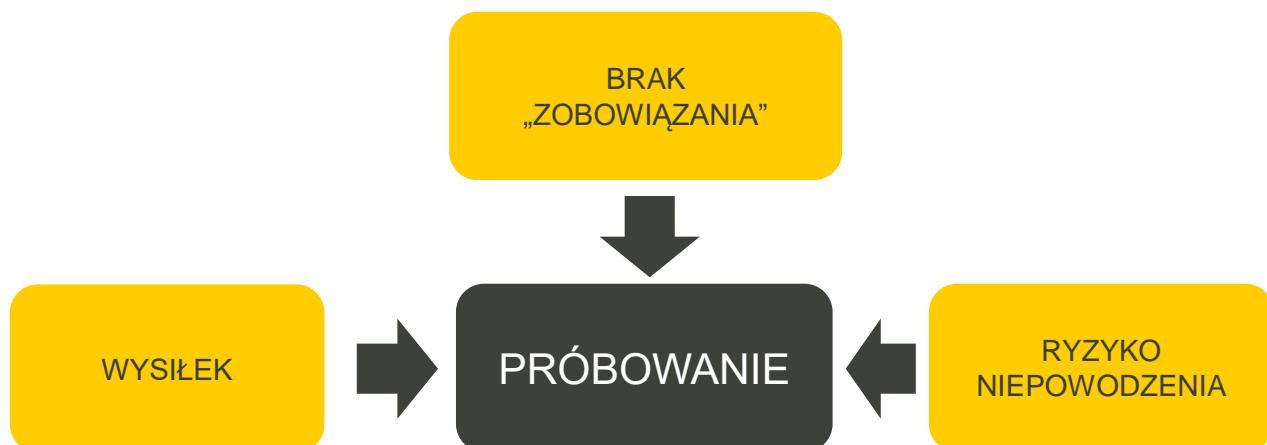 BRAK
„ZOBOWIĄZANIA”
WYSIŁEK
PRÓBOWANIE
RYZYKO
NIEPOWODZENIA